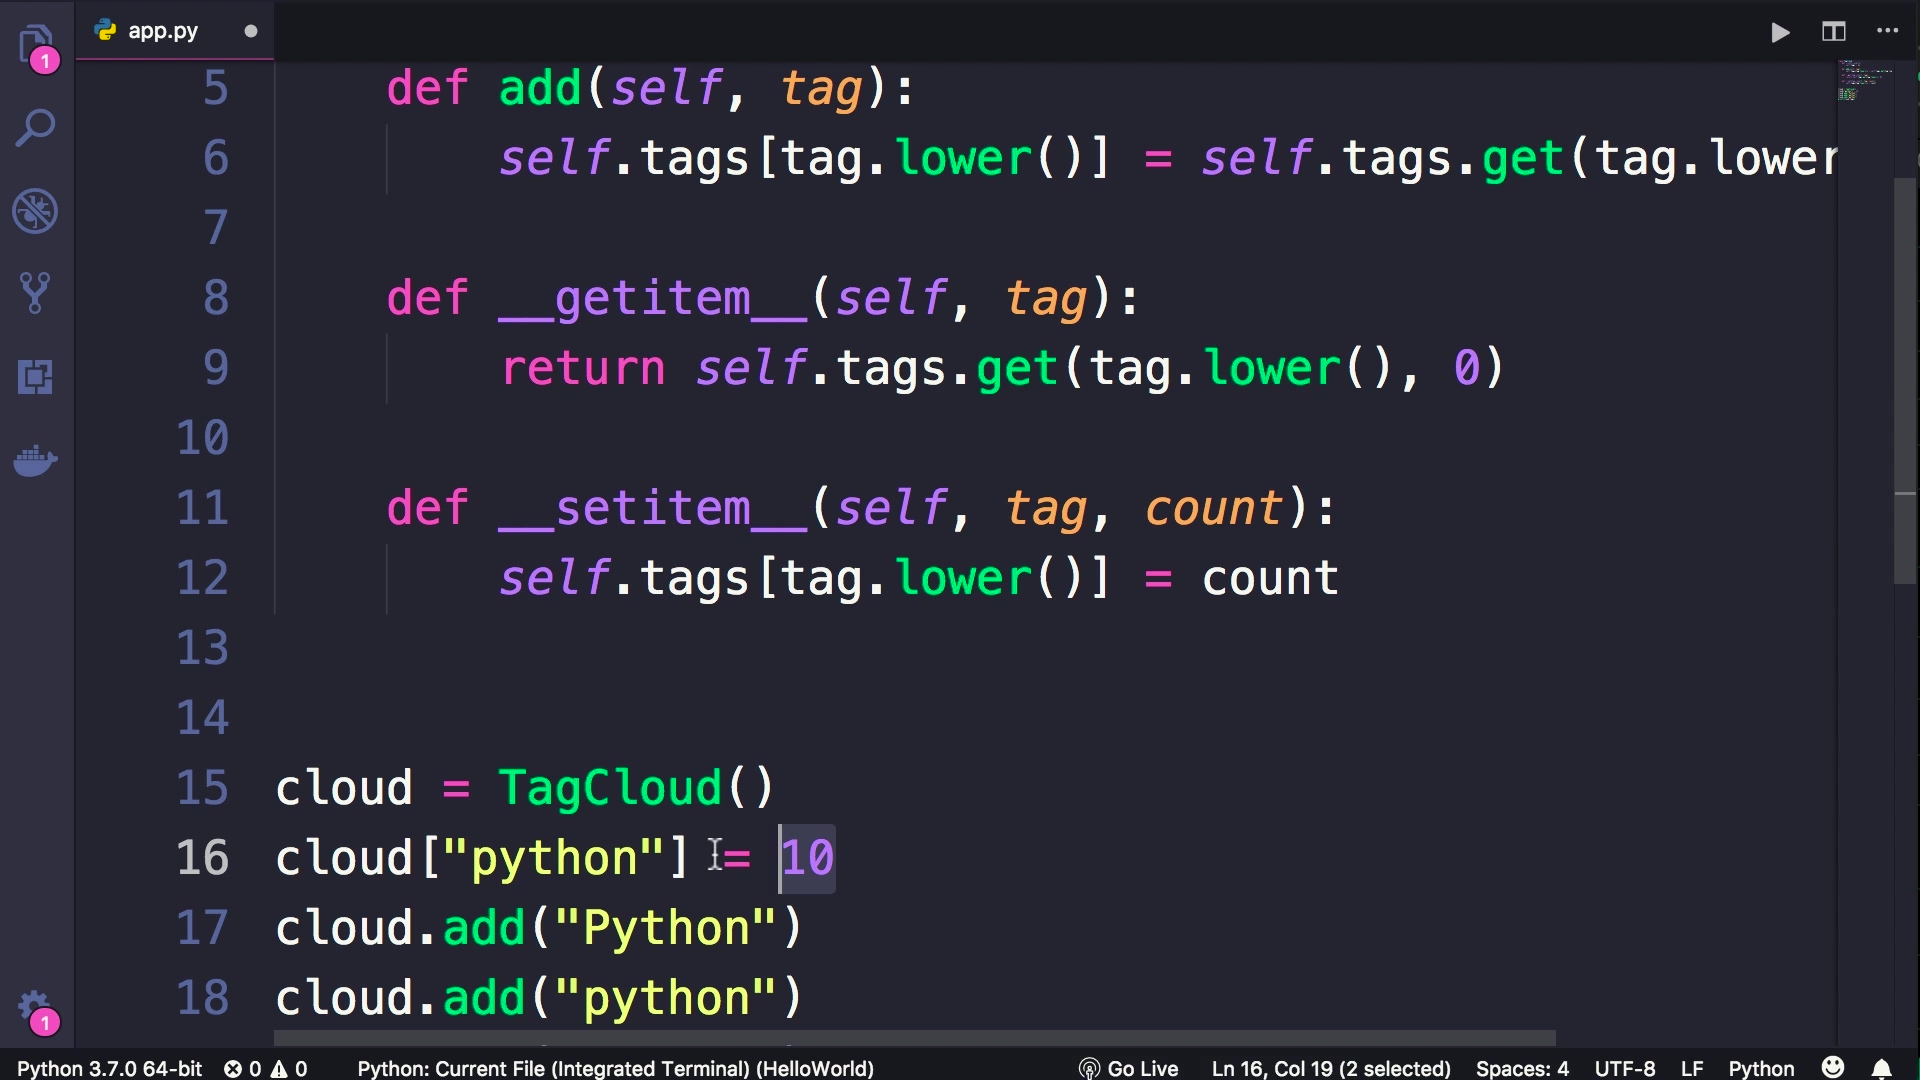 app.py
1
5 def add(self, tag):
6 self.tags[tag.lower()] = self.tags.get(tag.lower
7
8 def __getitem__(self, tag):
9 return self.tags.get(tag.lower(), 0)
10
11 def __setitem__(self, tag, count):
12 self.tags[tag.lower()] = count
13
14
15 cloud = TagCloud()
16 cloud["python"] = 10
17 cloud.add("Python")
18 cloud.add("python")
1
Python 3.7.0 64-bit 0 0 Python: Current File (Integrated Terminal) (HelloWorld) Go Live Ln 16, Col 19 (2 selected) Spaces: 4 UTF-8 LF Python